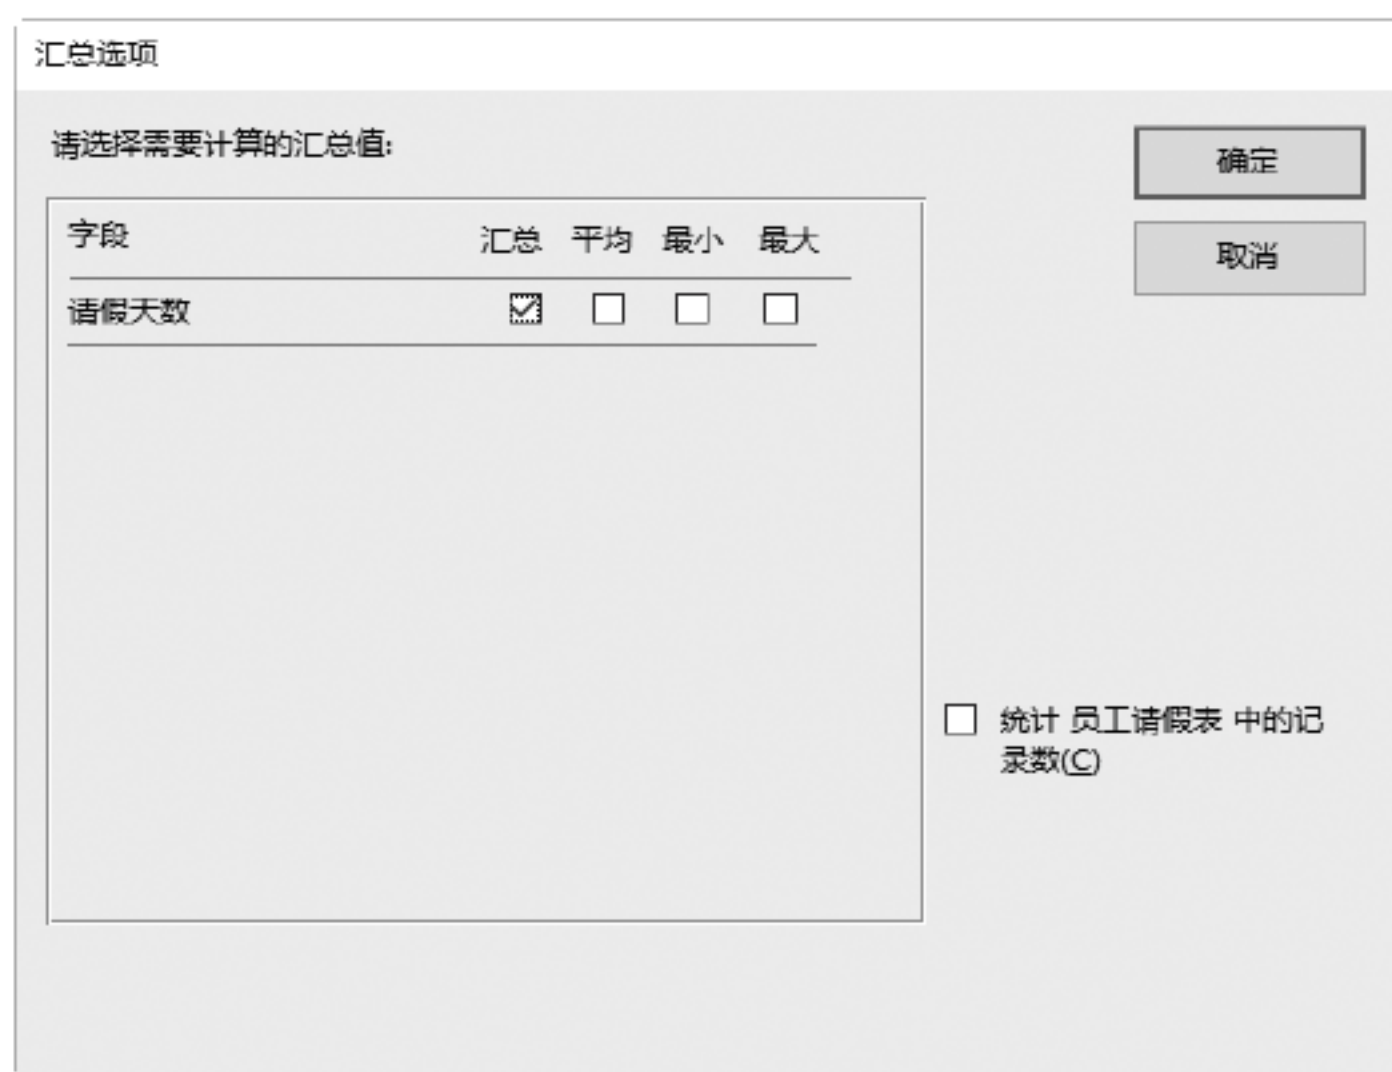 汇总选项
请选择需要计算的汇总值:
确定
取消
字段 汇总 平均 最小 最大
请假天数
统计 员工请假表 中的记
录数(C)